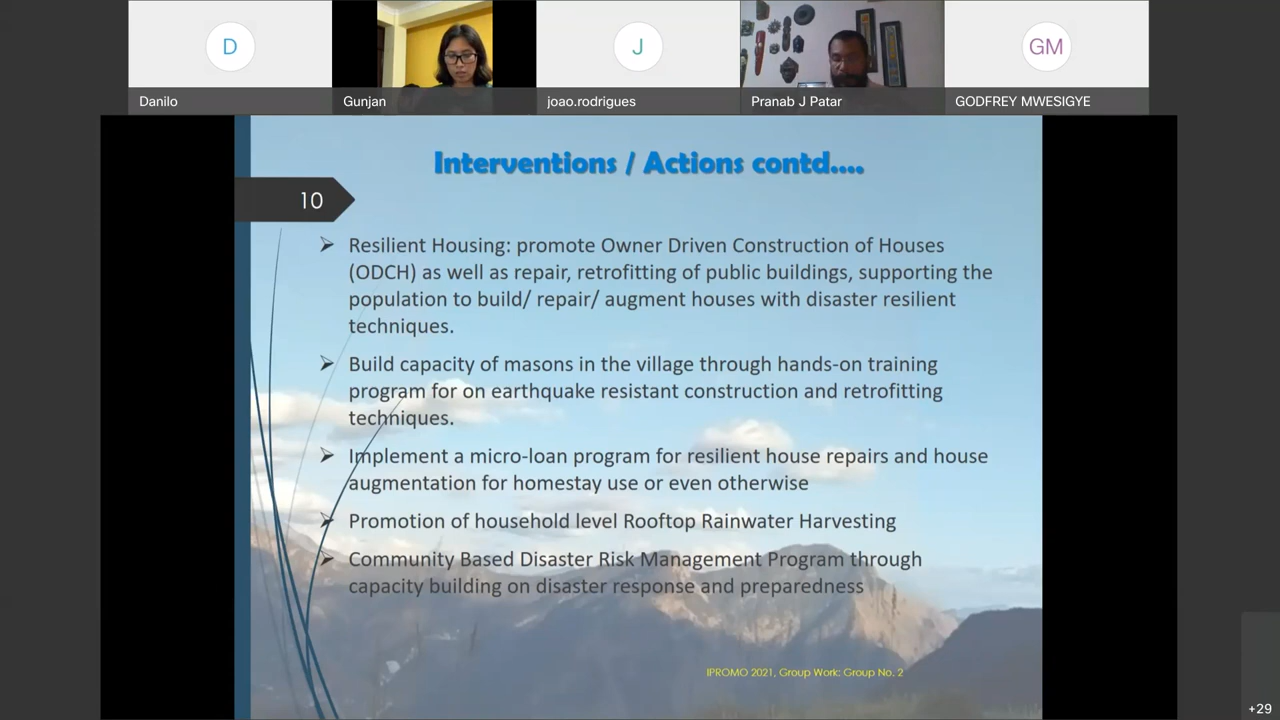 D
J
GM
Danilo
Gunjan
joao.rodrigues
Pranab J Patar
GODFREY MWESIGYE
Interventions / Actions contd....
10
Resilient Housing: promote Owner Driven Construction of Houses
(ODCH) as well as repair, retrofitting of public buildings, supporting the
population to build/ repair/ augment houses with disaster resilient
techniques.
Build capacity of masons in the village through hands-on training
program for on earthquake resistant construction and retrofitting
techniques.
Implement a micro-loan program for resilient house repairs and house
augmentation for homestay use or even otherwise
Promotion of household level Rooftop Rainwater Harvesting
Community Based Disaster Risk Management Program through
capacity building on disaster response and preparedness
IPROMO 2021, Group Work: Group No. 2
+29